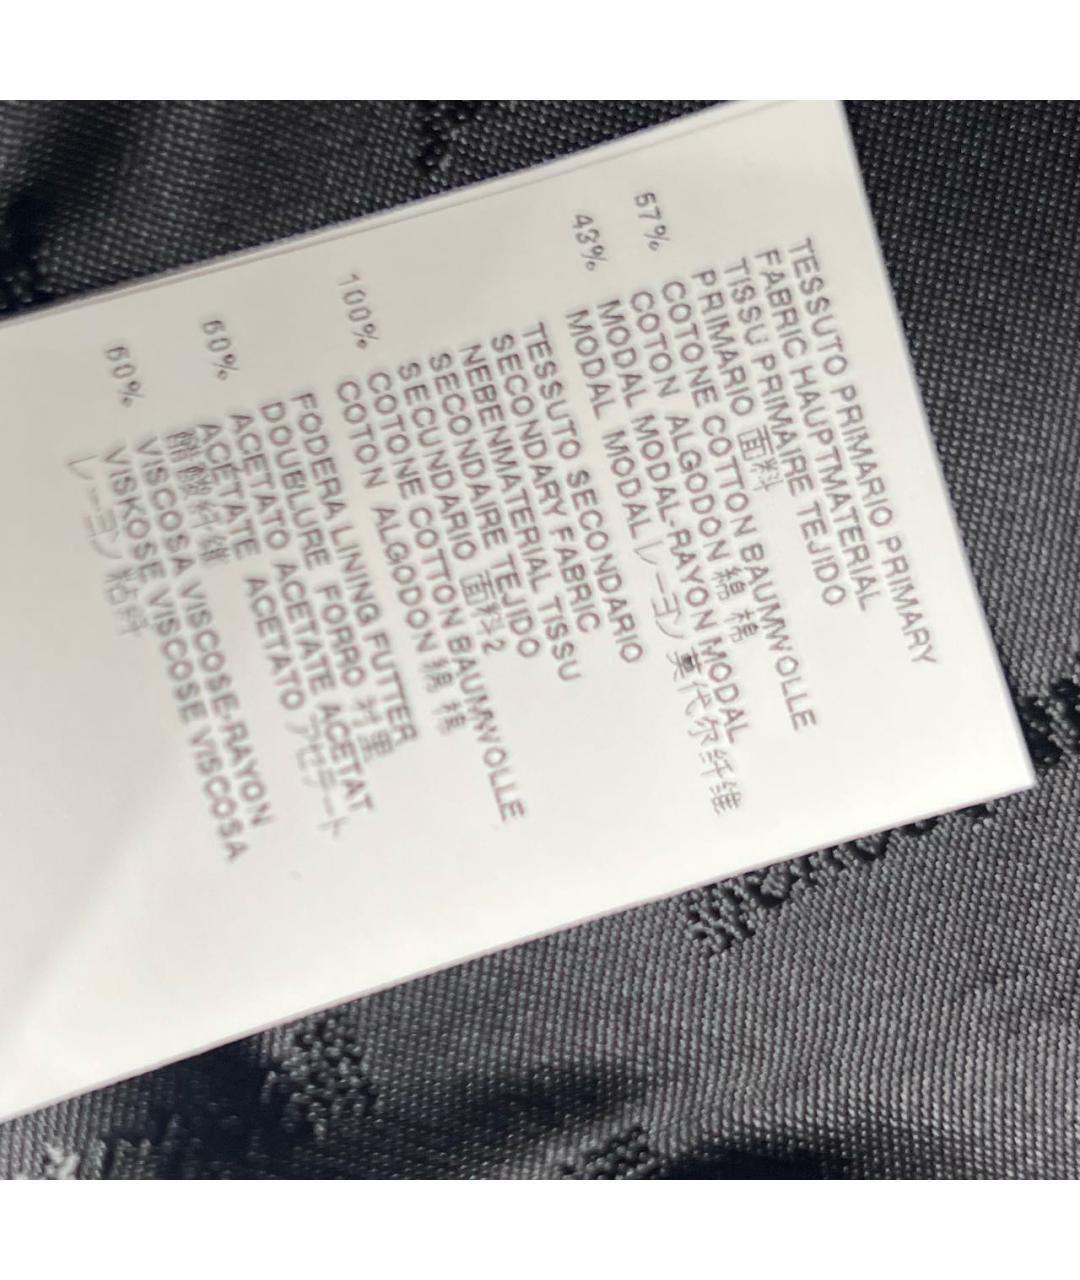 TESSUTO PRIMARIO PRIMARY
FABRIC HAUPTMATERIAL
TISSU PRIMAIRE TEJIDO
PRIMARIO 面料
57% COTONE COTTON BAUMWOLLE
COTON ALGODON 綿 棉
43% MODAL MODAL-RAYON MODAL
MODAL MODAL レーヨン 莫代尔纤维
TESSUTO SECONDARIO
SECONDARY FABRIC
NEBENMATERIAL TISSU
SECONDAIRE TEJIDO
SECUNDARIO 面料2
100% COTONE COTTON BAUMWOLLE
COTON ALGODON 綿 棉
FODERA LINING FUTTER
DOUBLURE FORRO 衬里
50% ACETATO ACETATE ACETAT
ACETATE ACETATO アセテート
醋酸纤维
50% VISCOSA VISCOSE-RAYON
VISKOSE VISCOSE VISCOSA
レーヨン 粘纤